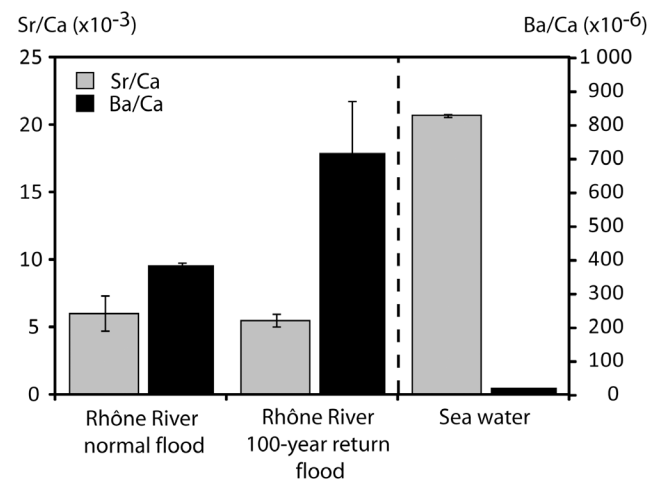 Sr/Ca (x10⁻³)
Ba/Ca (x10⁻⁶)
25
20
15
10
5
0
Sr/Ca
Ba/Ca
1 000
900
800
700
600
500
400
300
200
100
0
Rhône River
normal flood
Rhône River
100-year return
flood
Sea water